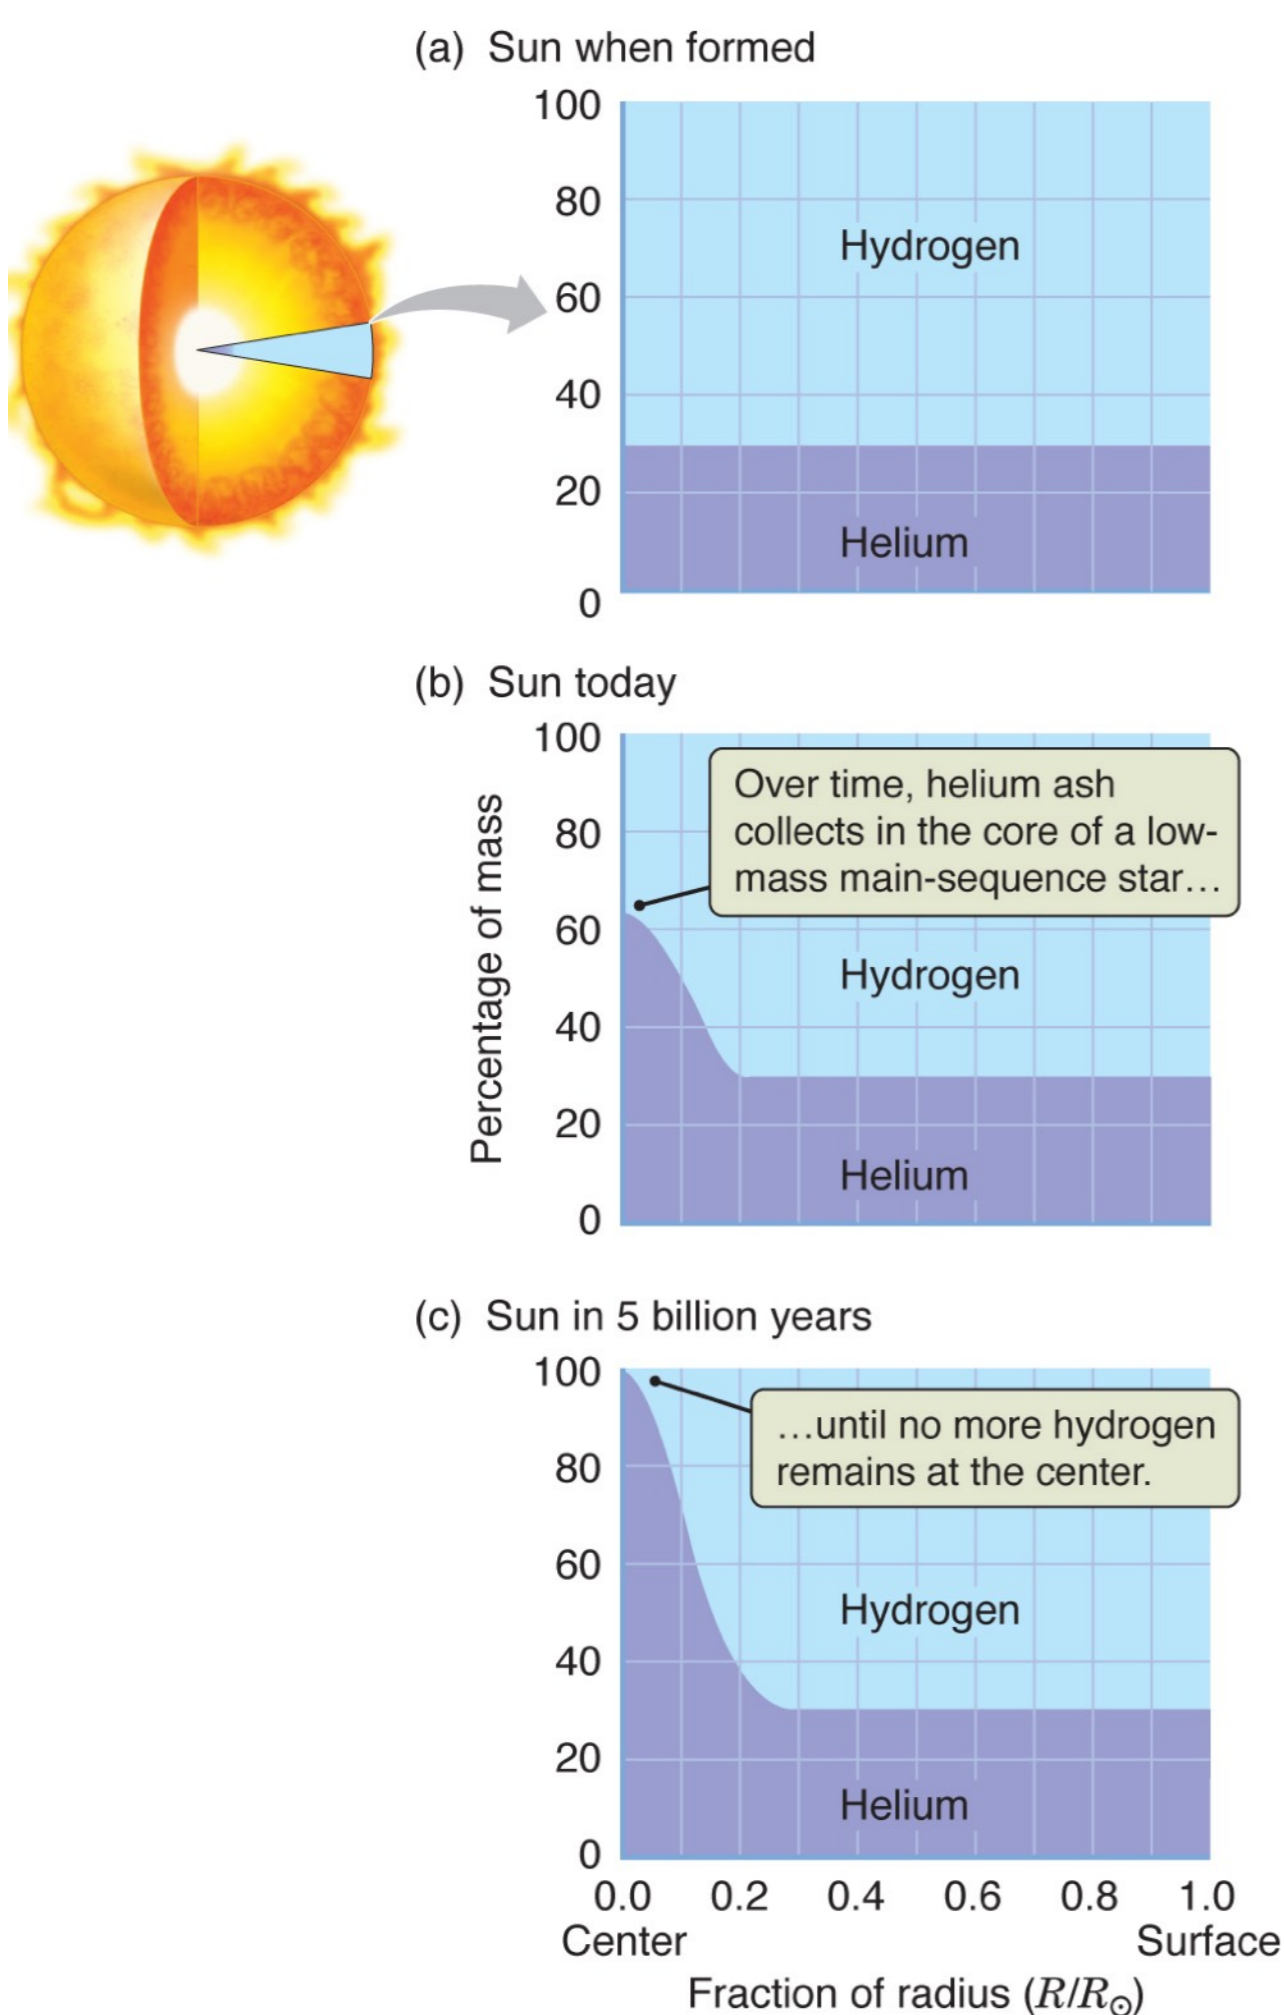 (a) Sun when formed
100
80
60
40
20
0
Hydrogen
Helium
(b) Sun today
Percentage of mass
100
80
60
40
20
0
Over time, helium ash
collects in the core of a low-
mass main-sequence star…
Hydrogen
Helium
(c) Sun in 5 billion years
100
80
60
40
20
0
…until no more hydrogen
remains at the center.
Hydrogen
Helium
0.0 0.2 0.4 0.6 0.8 1.0
Center Surface
Fraction of radius (R/R⊙)